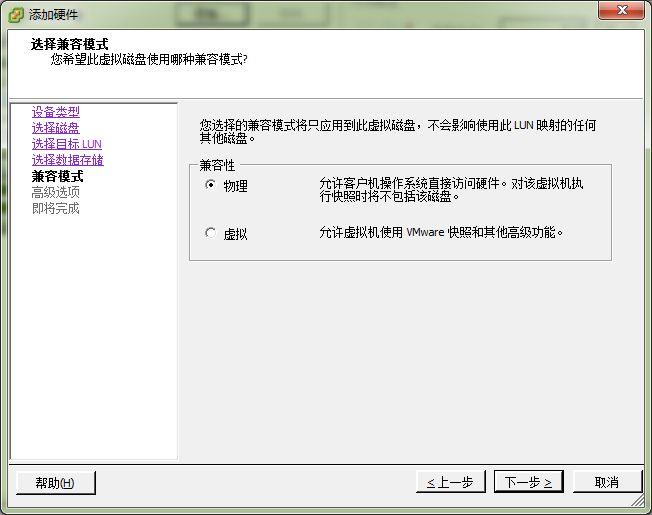 添加硬件
选择兼容模式
您希望此虚拟磁盘使用哪种兼容模式?
设备类型
选择磁盘
选择目标 LUN
选择数据存储
兼容模式
高级选项
即将完成
您选择的兼容模式将只应用到此虚拟磁盘，不会影响使用此 LUN 映射的任何
其他磁盘。
兼容性
物理
允许客户机操作系统直接访问硬件。对该虚拟机执
行快照时将不包括该磁盘。
虚拟
允许虚拟机使用 VMware 快照和其他高级功能。
帮助(H)
< 上一步
下一步 >
取消